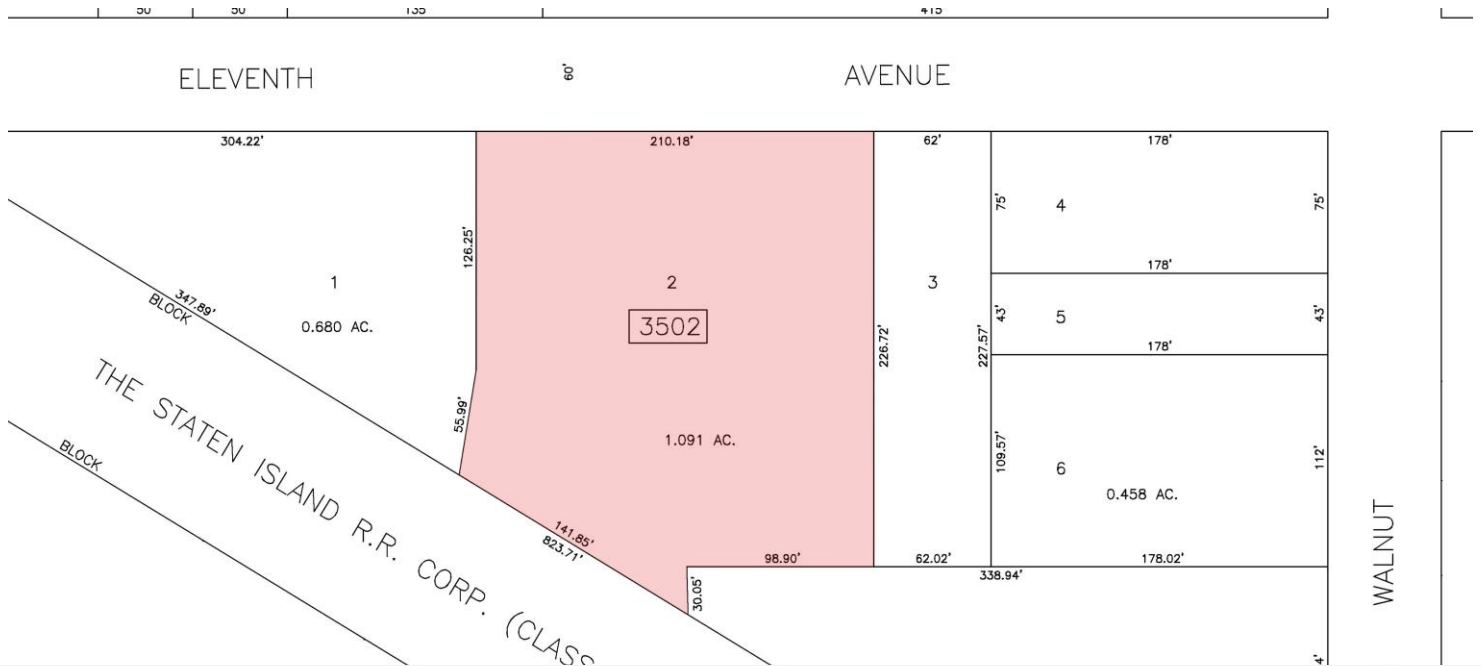 50 50 135 415
ELEVENTH 60' AVENUE
304.22' 210.18' 62' 178'
126.25'
75' 4 75'
178'
1 2 3
347.89'
BLOCK
0.680 AC.
3502
43' 5 43'
226.72' 227.57'
178'
55.99'
1.091 AC.
109.57' 6 112'
0.458 AC.
THE STATEN ISLAND R.R. CORP. (CLASS
BLOCK
141.85'
823.71'
98.90' 62.02' 178.02'
338.94'
30.05'
WALNUT
4'